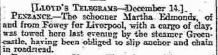 [LLOYD'S TELEGRAMS—DECEMBER 14.]
PENZANCE.—The schooner Martha Edmonds, of
and from Fowey for Liverpool, with a cargo of clay,
was towed here last evening by the steamer Green-
castle, having been obliged to slip anchor and chain
in roadstead.